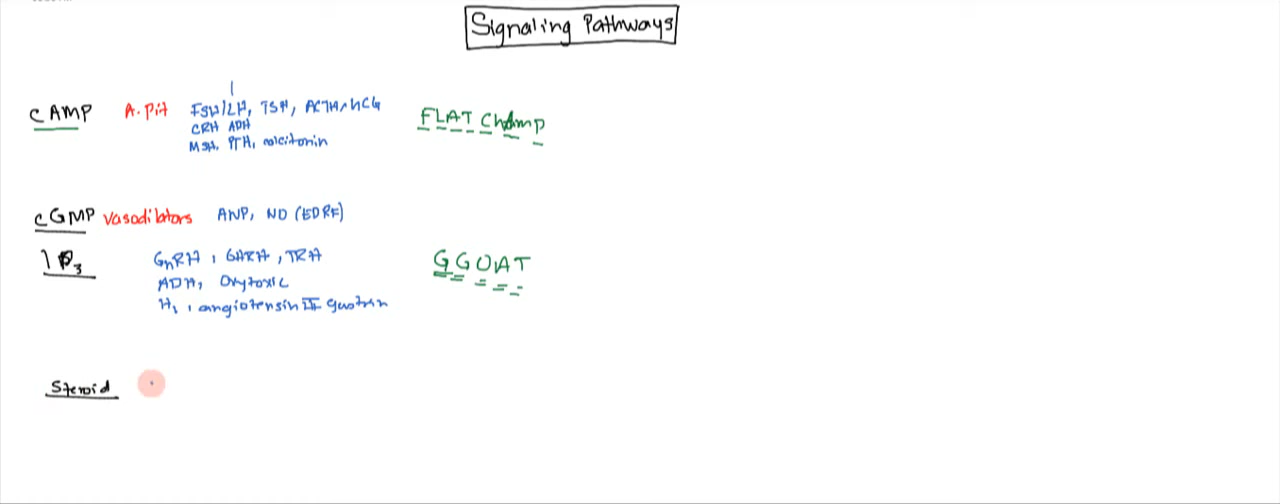 Signaling Pathways
cAMP A.pit FSH/LH, TSH, ACTH, hCG FLAT Champ
CRH ADH
MSH, PTH, calcitonin
cGMP Vasodilators ANP, NO (EDRF)
IP3 GnRH, GHRH, TRH GGOAT
ADH, Oxytoxic
H1, angiotensin II gastrin
Steroid